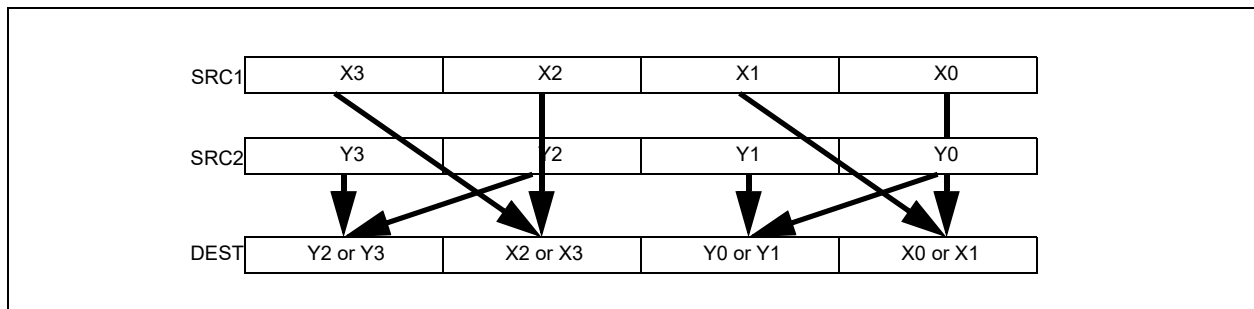 SRC1 X3 X2 X1 X0
SRC2 Y3 Y2 Y1 Y0
DEST Y2 or Y3 X2 or X3 Y0 or Y1 X0 or X1